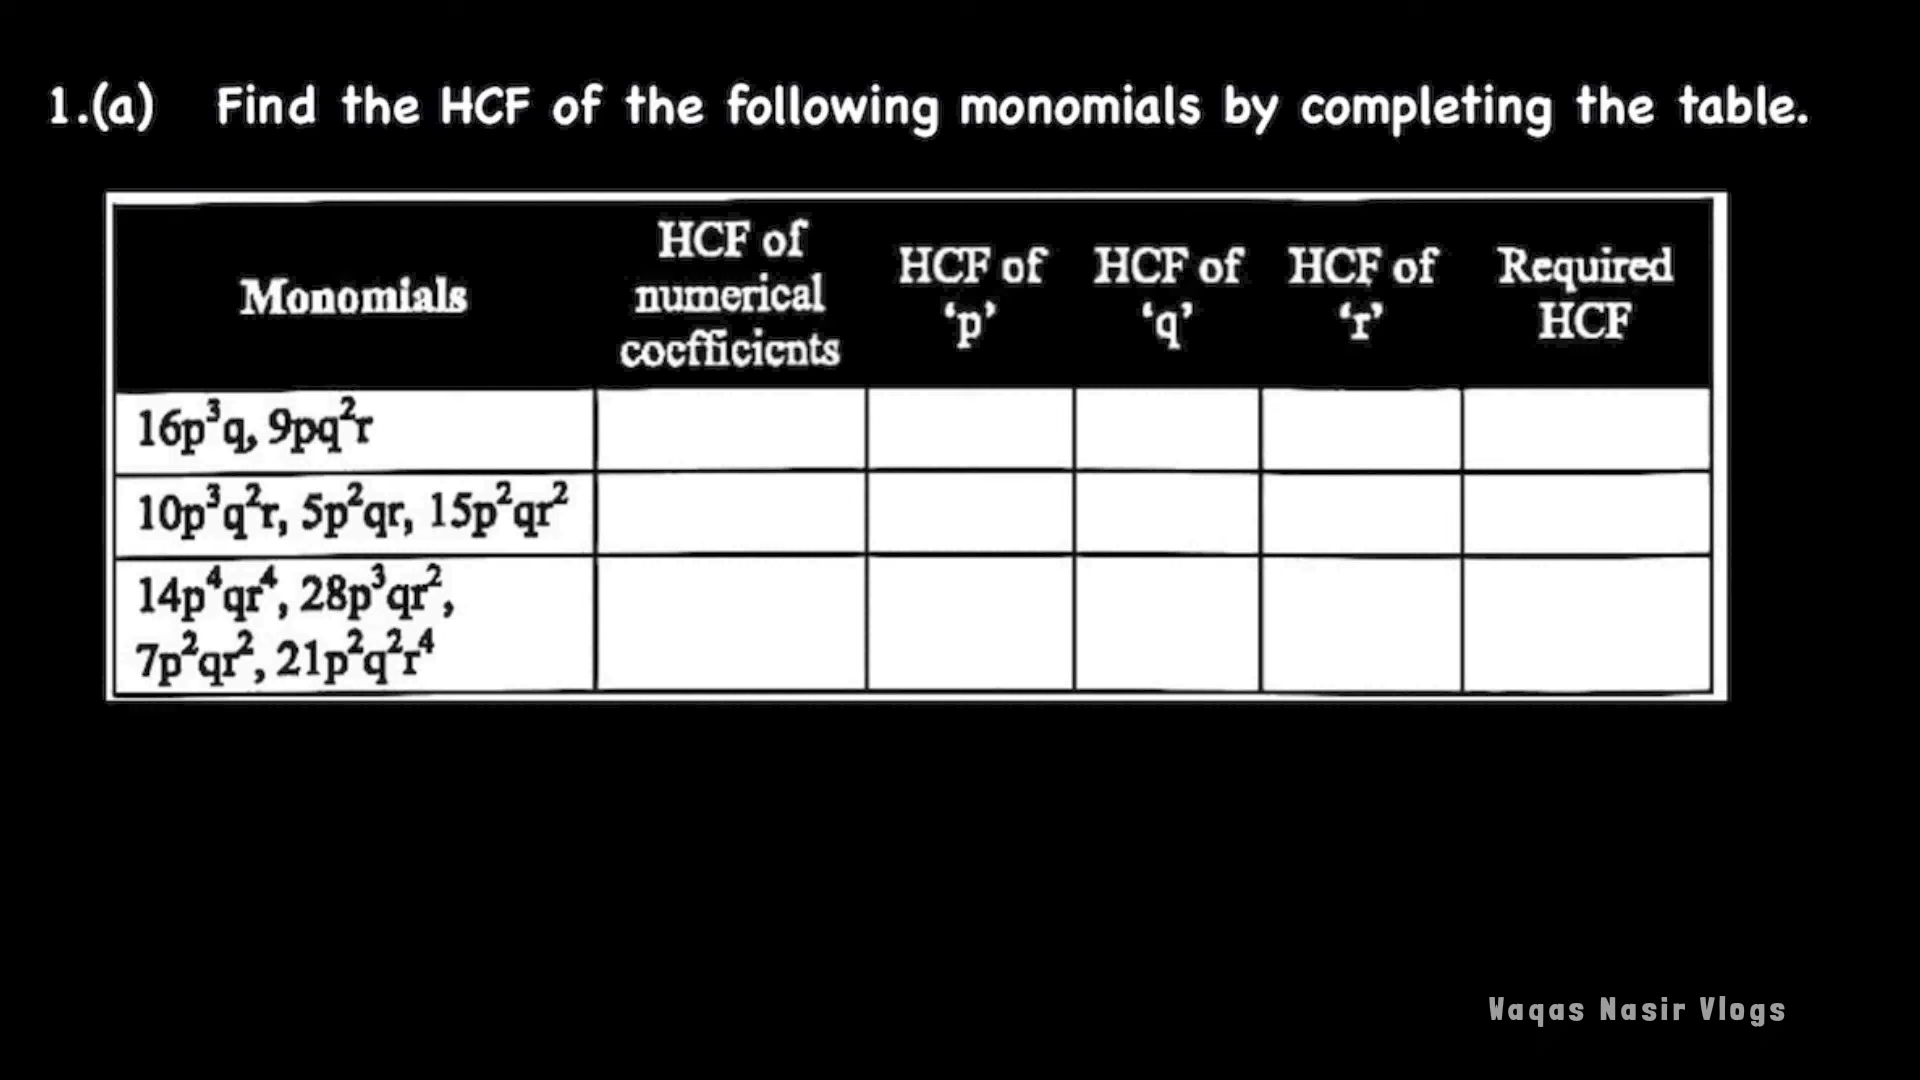 1.(a) Find the HCF of the following monomials by completing the table.
Monomials
HCF of
numerical
coefficients
HCF of
‘p’
HCF of
‘q’
HCF of
‘r’
Required
HCF
16p³q, 9pq²r
10p³q²r, 5p²qr, 15p²qr²
14p⁴qr⁴, 28p³qr²,
7p²qr², 21p²q²r⁴
Waqas Nasir Vlogs